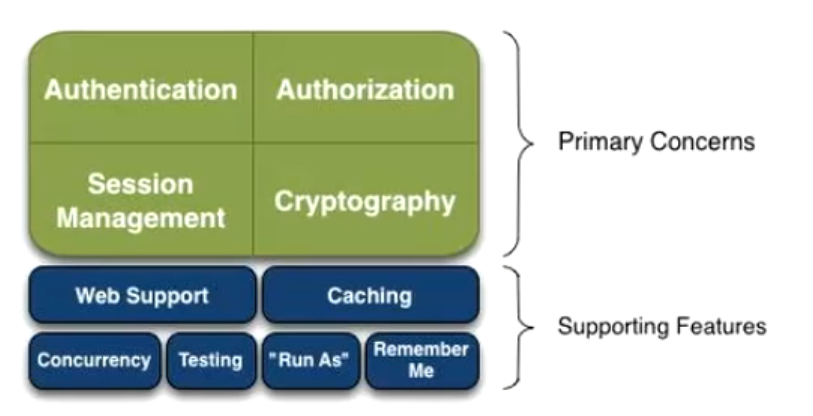 Authentication
Authorization
Session
Management
Cryptography
Primary Concerns
Web Support
Caching
Concurrency
Testing
"Run As"
Remember
Me
Supporting Features